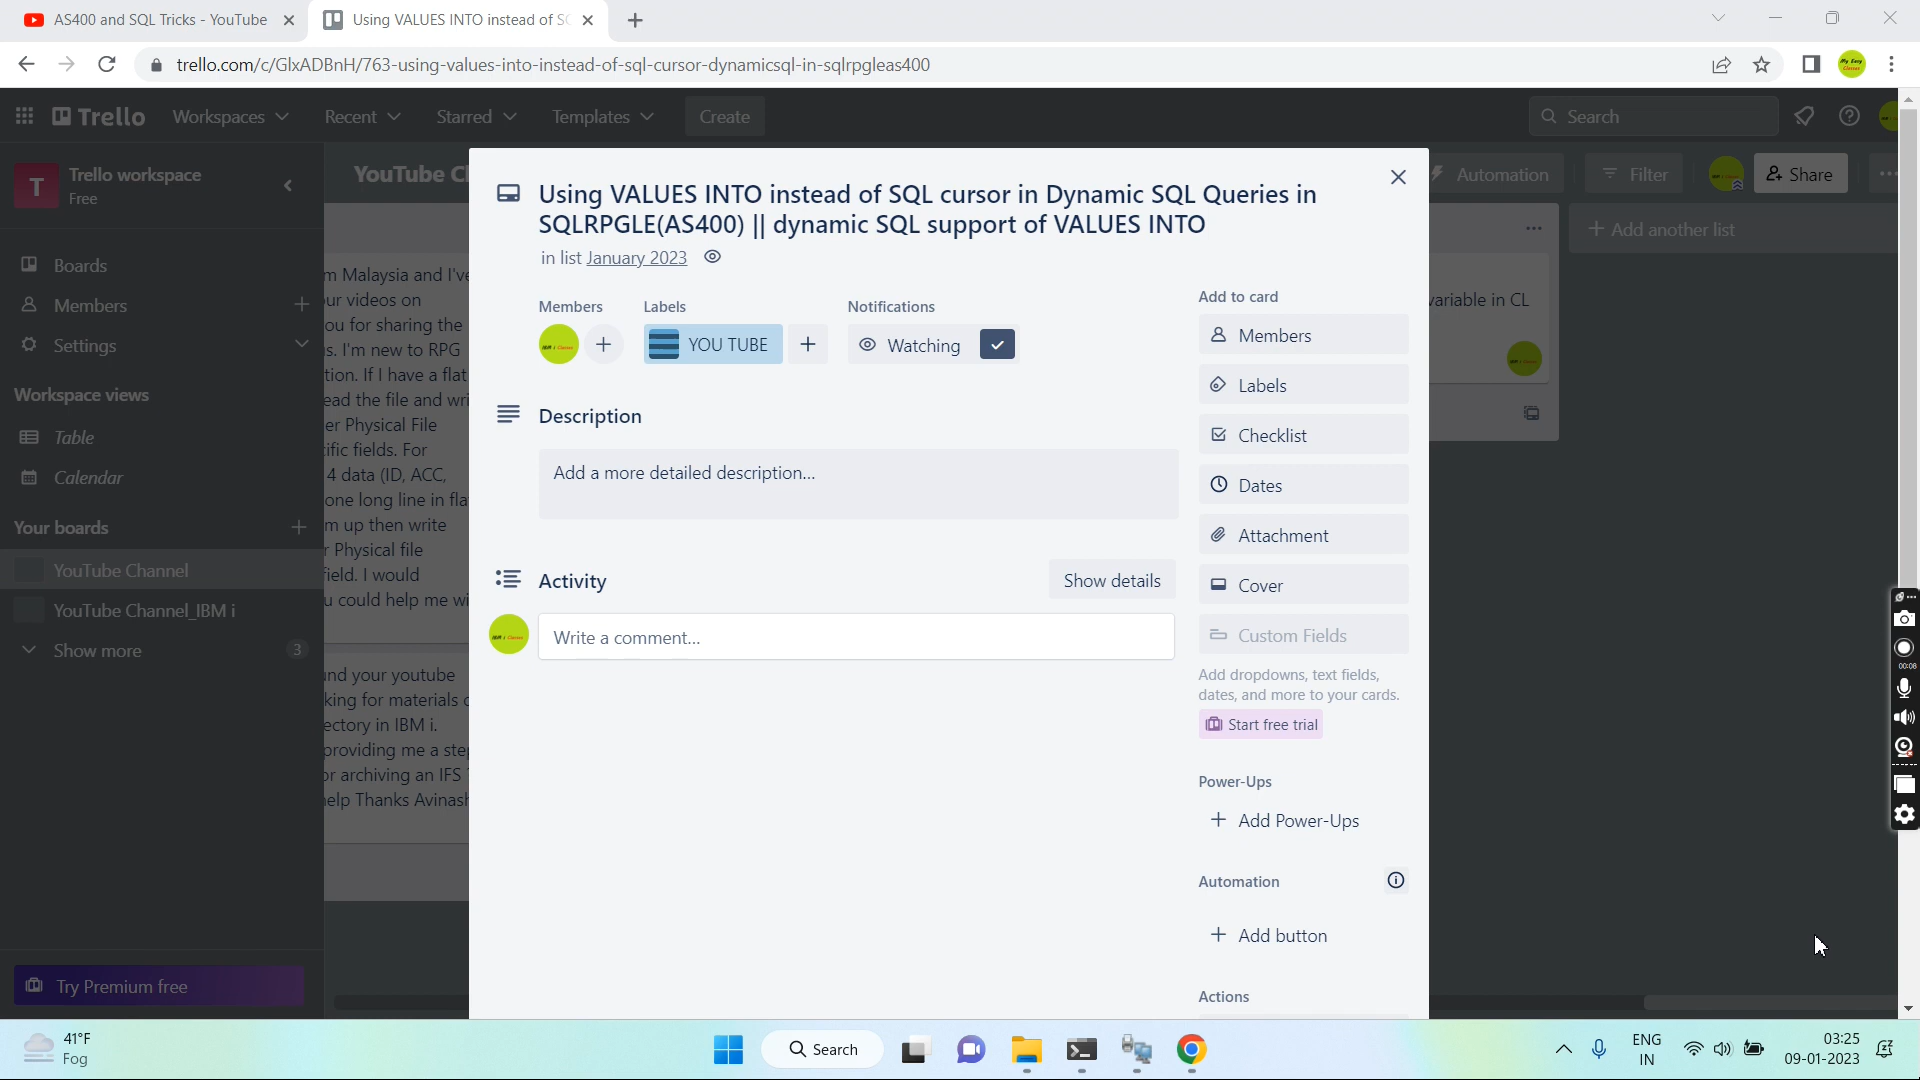 AS400 and SQL Tricks - YouTube
Using VALUES INTO instead of SQ
trello.com/c/GlxADBnH/763-using-values-into-instead-of-sql-cursor-dynamicsql-in-sqlrpgleas400
Trello
Workspaces
Recent
Starred
Templates
Create
Search
T
Trello workspace
Free
YouTube Cl
Automation
Filter
Share
Boards
Members
Settings
Workspace views
Table
Calendar
Your boards
YouTube Channel
YouTube Channel_IBM i
Show more
3
Try Premium free
m Malaysia and I've
ur videos on
ou for sharing the
s. I'm new to RPG
tion. If I have a flat
ead the file and wri
er Physical File
ific fields. For
4 data (ID, ACC,
one long line in fla
m up then write
r Physical file
ield. I would
u could help me wi
nd your youtube
king for materials o
ectory in IBM i.
providing me a ste
or archiving an IFS
elp Thanks Avinash
Using VALUES INTO instead of SQL cursor in Dynamic SQL Queries in
SQLRPGLE(AS400) || dynamic SQL support of VALUES INTO
in list January 2023
Members
Labels
Notifications
YOU TUBE
Watching
Description
Add a more detailed description...
Activity
Show details
Write a comment...
Add to card
Members
Labels
Checklist
Dates
Attachment
Cover
Custom Fields
Add dropdowns, text fields,
dates, and more to your cards.
Start free trial
Power-Ups
Add Power-Ups
Automation
Add button
Actions
Add another list
variable in CL
00:06
41°F
Fog
Search
ENG
IN
03:25
09-01-2023